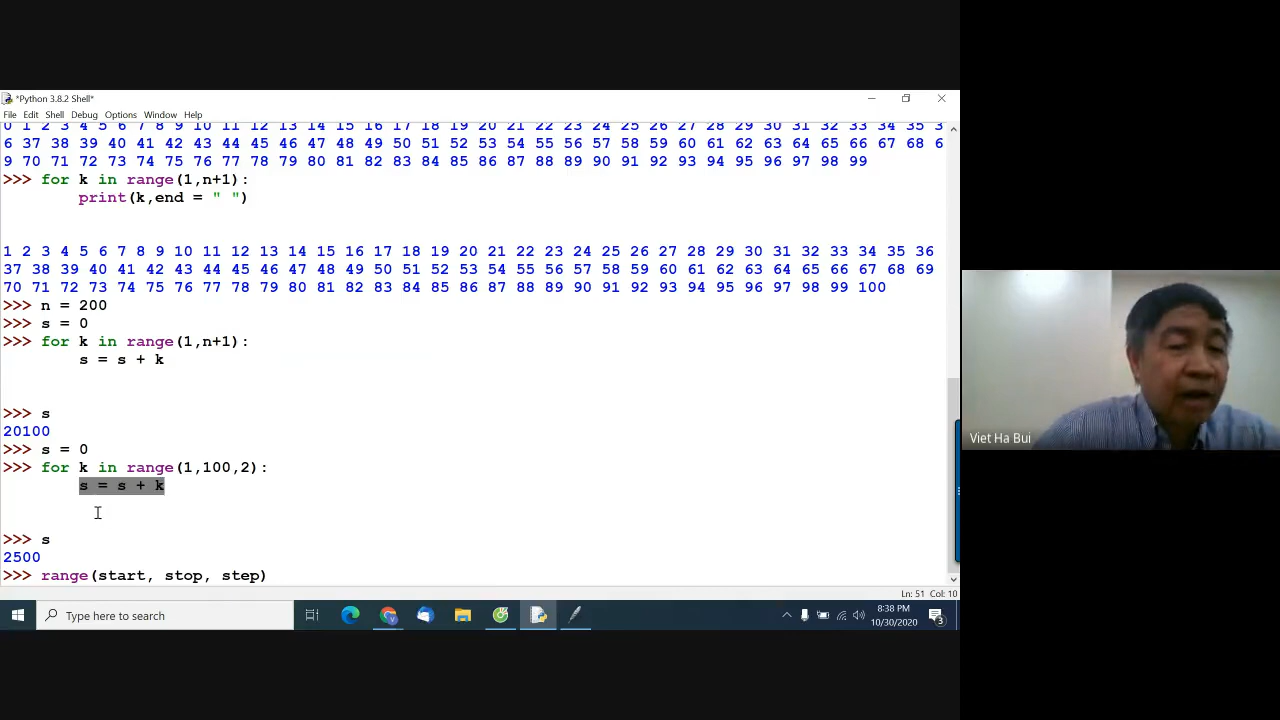 *Python 3.8.2 Shell*
File Edit Shell Debug Options Window Help
0 1 2 3 4 5 6 7 8 9 10 11 12 13 14 15 16 17 18 19 20 21 22 23 24 25 26 27 28 29 30 31 32 33 34 35 3
6 37 38 39 40 41 42 43 44 45 46 47 48 49 50 51 52 53 54 55 56 57 58 59 60 61 62 63 64 65 66 67 68 6
9 70 71 72 73 74 75 76 77 78 79 80 81 82 83 84 85 86 87 88 89 90 91 92 93 94 95 96 97 98 99
>>> for k in range(1,n+1):
print(k,end = " ")
1 2 3 4 5 6 7 8 9 10 11 12 13 14 15 16 17 18 19 20 21 22 23 24 25 26 27 28 29 30 31 32 33 34 35 36
37 38 39 40 41 42 43 44 45 46 47 48 49 50 51 52 53 54 55 56 57 58 59 60 61 62 63 64 65 66 67 68 69
70 71 72 73 74 75 76 77 78 79 80 81 82 83 84 85 86 87 88 89 90 91 92 93 94 95 96 97 98 99 100
>>> n = 200
>>> s = 0
>>> for k in range(1,n+1):
s = s + k
>>> s
20100
>>> s = 0
>>> for k in range(1,100,2):
s = s + k
>>> s
2500
>>> range(start, stop, step)
Ln: 51 Col: 10
Type here to search
8:38 PM
10/30/2020
3
Viet Ha Bui